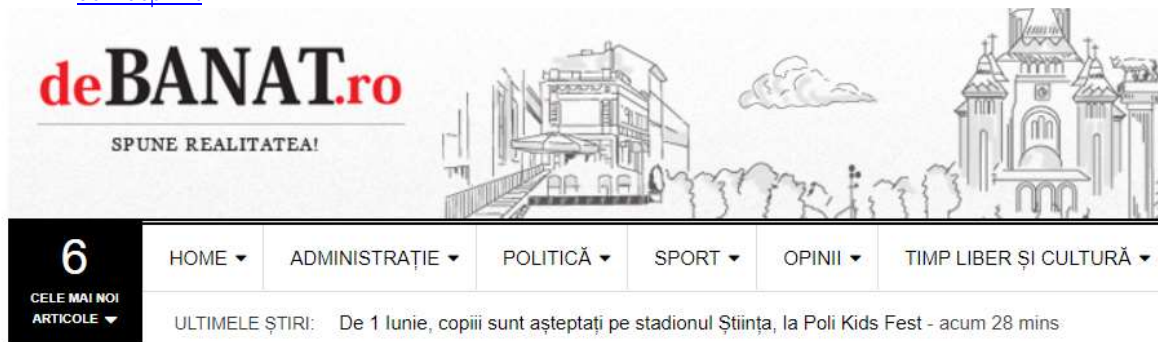 deBANAT.ro
SPUNE REALITATEA!
6
CELE MAI NOI
ARTICOLE
HOME
ADMINISTRAȚIE
POLITICĂ
SPORT
OPINII
TIMP LIBER ȘI CULTURĂ
ULTIMELE ȘTIRI: De 1 Iunie, copiii sunt așteptați pe stadionul Știința, la Poli Kids Fest - acum 28 mins